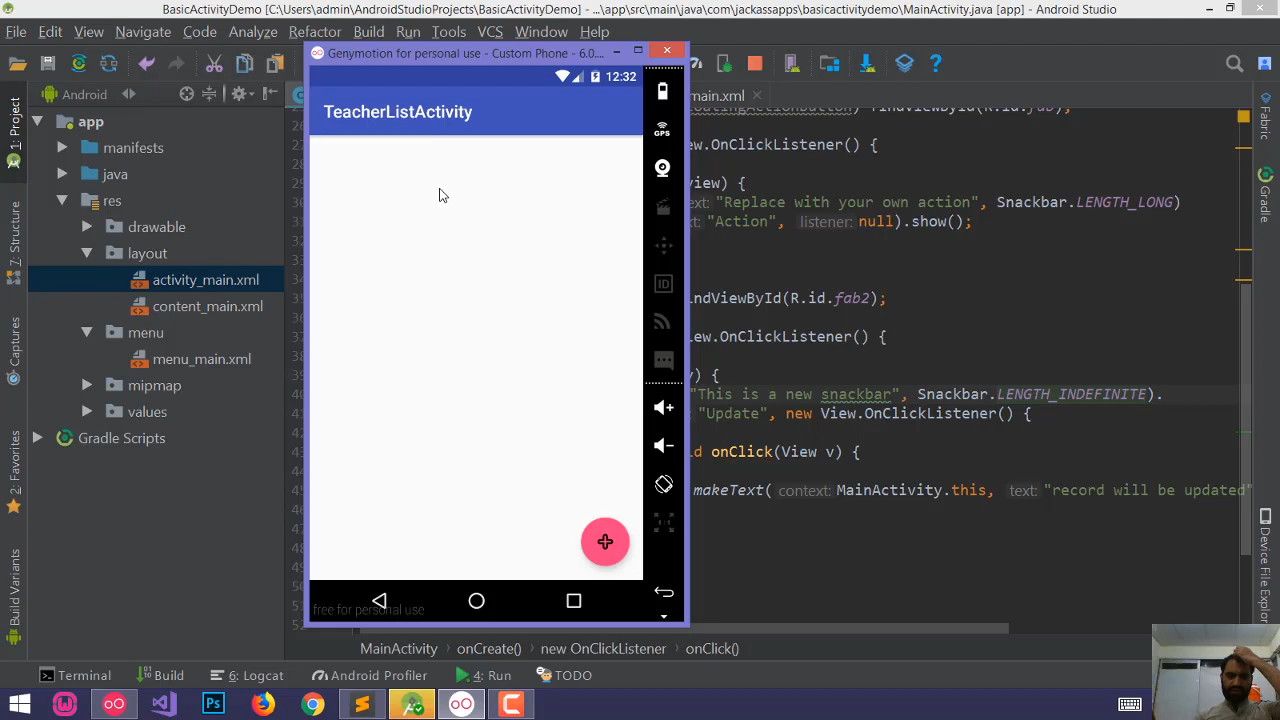 BasicActivityDemo [C:\Users\admin\AndroidStudioProjects\BasicActivityDemo] - ...\app\src\main\java\com\jackassapps\basicactivitydemo\MainActivity.java [app] - Android Studio
File Edit View Navigate Code Analyze Refactor Build Run Tools VCS Window Help
Genymotion for personal use - Custom Phone - 6.0....
12:32
TeacherListActivity
GPS
ID
free for personal use
Android
app
manifests
java
res
drawable
layout
activity_main.xml
content_main.xml
menu
menu_main.xml
mipmap
values
Gradle Scripts
1: Project
7: Structure
Captures
2: Favorites
Build Variants
main.xml
findViewById(R.id.fab);
ew.OnClickListener() {
view) {
text: "Replace with your own action", Snackbar.LENGTH_LONG)
"Action", listener: null).show();
indViewById(R.id.fab2);
ew.OnClickListener() {
) {
"This is a new snackbar", Snackbar.LENGTH_INDEFINITE).
"Update", new View.OnClickListener() {
d onClick(View v) {
makeText( context: MainActivity.this, text: "record will be updated"
MainActivity onCreate() new OnClickListener onClick()
Fabric
Gradle
Device File Explorer
Terminal Build 6: Logcat Android Profiler 4: Run TODO
Ps